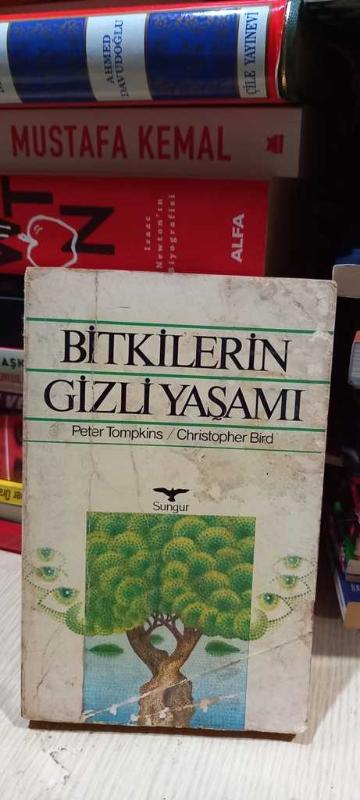 AHMED
DAVUDOĞLU
ÇİLE YAYINEVİ
MUSTAFA KEMAL
Isaac
Newton'ın
Biyografisi
ALFA
BİTKİLERİN
GİZLİ YAŞAMI
Peter Tompkins / Christopher Bird
Sungur